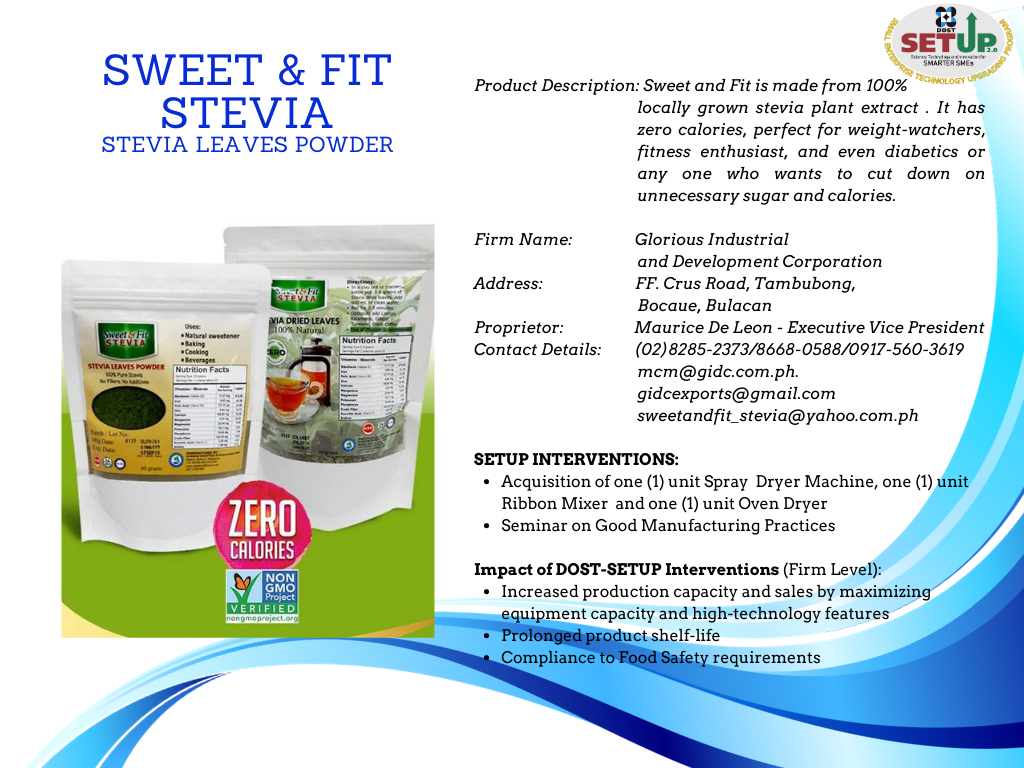 SWEET & FIT
STEVIA
STEVIA LEAVES POWDER
DOST
SETUP 2.0
Science Technology and Innovation for
SMARTER SMEs
SMALL ENTERPRISE TECHNOLOGY UPGRADING PROGRAM
Product Description: Sweet and Fit is made from 100%
locally grown stevia plant extract . It has
zero calories, perfect for weight-watchers,
fitness enthusiast, and even diabetics or
any one who wants to cut down on
unnecessary sugar and calories.
Firm Name: Glorious Industrial
and Development Corporation
Address: FF. Crus Road, Tambubong,
Bocaue, Bulacan
Proprietor: Maurice De Leon - Executive Vice President
Contact Details: (02)8285-2373/8668-0588/0917-560-3619
mcm@gidc.com.ph.
gidcexports@gmail.com
sweetandfit_stevia@yahoo.com.ph
SETUP INTERVENTIONS:
• Acquisition of one (1) unit Spray Dryer Machine, one (1) unit
Ribbon Mixer and one (1) unit Oven Dryer
• Seminar on Good Manufacturing Practices
Impact of DOST-SETUP Interventions (Firm Level):
• Increased production capacity and sales by maximizing
equipment capacity and high-technology features
• Prolonged product shelf-life
• Compliance to Food Safety requirements
Sweet & Fit
STEVIA
STEVIA LEAVES POWDER
100% Pure Stevia
No Fillers, No Additives
Uses:
• Natural sweetener
• Baking
• Cooking
• Beverages
Nutrition Facts
Batch / Lot No.
Mfg Date:
Exp. Date:
Sweet & Fit
STEVIA
VIA DRIED LEAVES
100% Natural
ZERO
Directions:
Nutrition Facts
ZERO
CALORIES
NON
GMO
Project
VERIFIED
nongmoproject.org